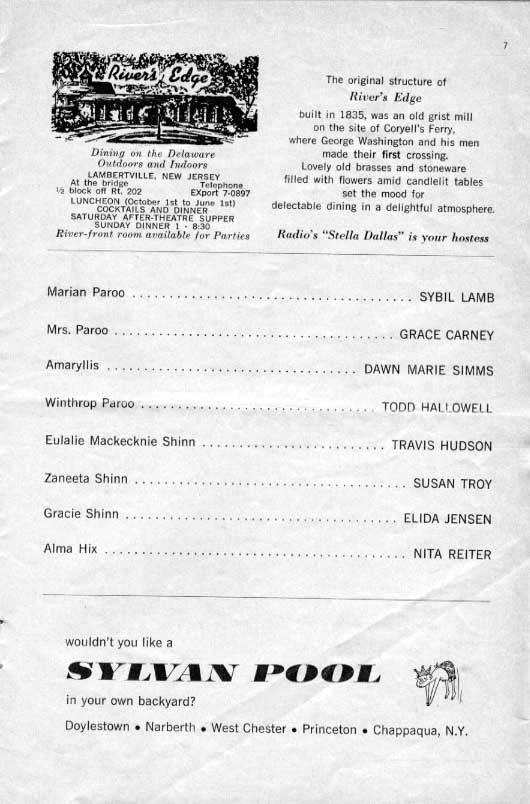 7
River's Edge
Dining on the Delaware
Outdoors and Indoors
LAMBERTVILLE, NEW JERSEY
At the bridge Telephone
½ block off Rt. 202 EXport 7-0897
LUNCHEON (October 1st to June 1st)
COCKTAILS AND DINNER
SATURDAY AFTER-THEATRE SUPPER
SUNDAY DINNER 1 - 8:30
River-front room available for Parties
The original structure of
River's Edge
built in 1835, was an old grist mill
on the site of Coryell's Ferry,
where George Washington and his men
made their first crossing.
Lovely old brasses and stoneware
filled with flowers amid candlelit tables
set the mood for
delectable dining in a delightful atmosphere.
Radio's "Stella Dallas" is your hostess
Marian Paroo ........................................ SYBIL LAMB
Mrs. Paroo ........................................ GRACE CARNEY
Amaryllis .................................... DAWN MARIE SIMMS
Winthrop Paroo .................................. TODD HALLOWELL
Eulalie Mackecknie Shinn ........................... TRAVIS HUDSON
Zaneeta Shinn ....................................... SUSAN TROY
Gracie Shinn ....................................... ELIDA JENSEN
Alma Hix ........................................... NITA REITER
wouldn't you like a
SYLVAN POOL
in your own backyard?
Doylestown • Narberth • West Chester • Princeton • Chappaqua, N.Y.